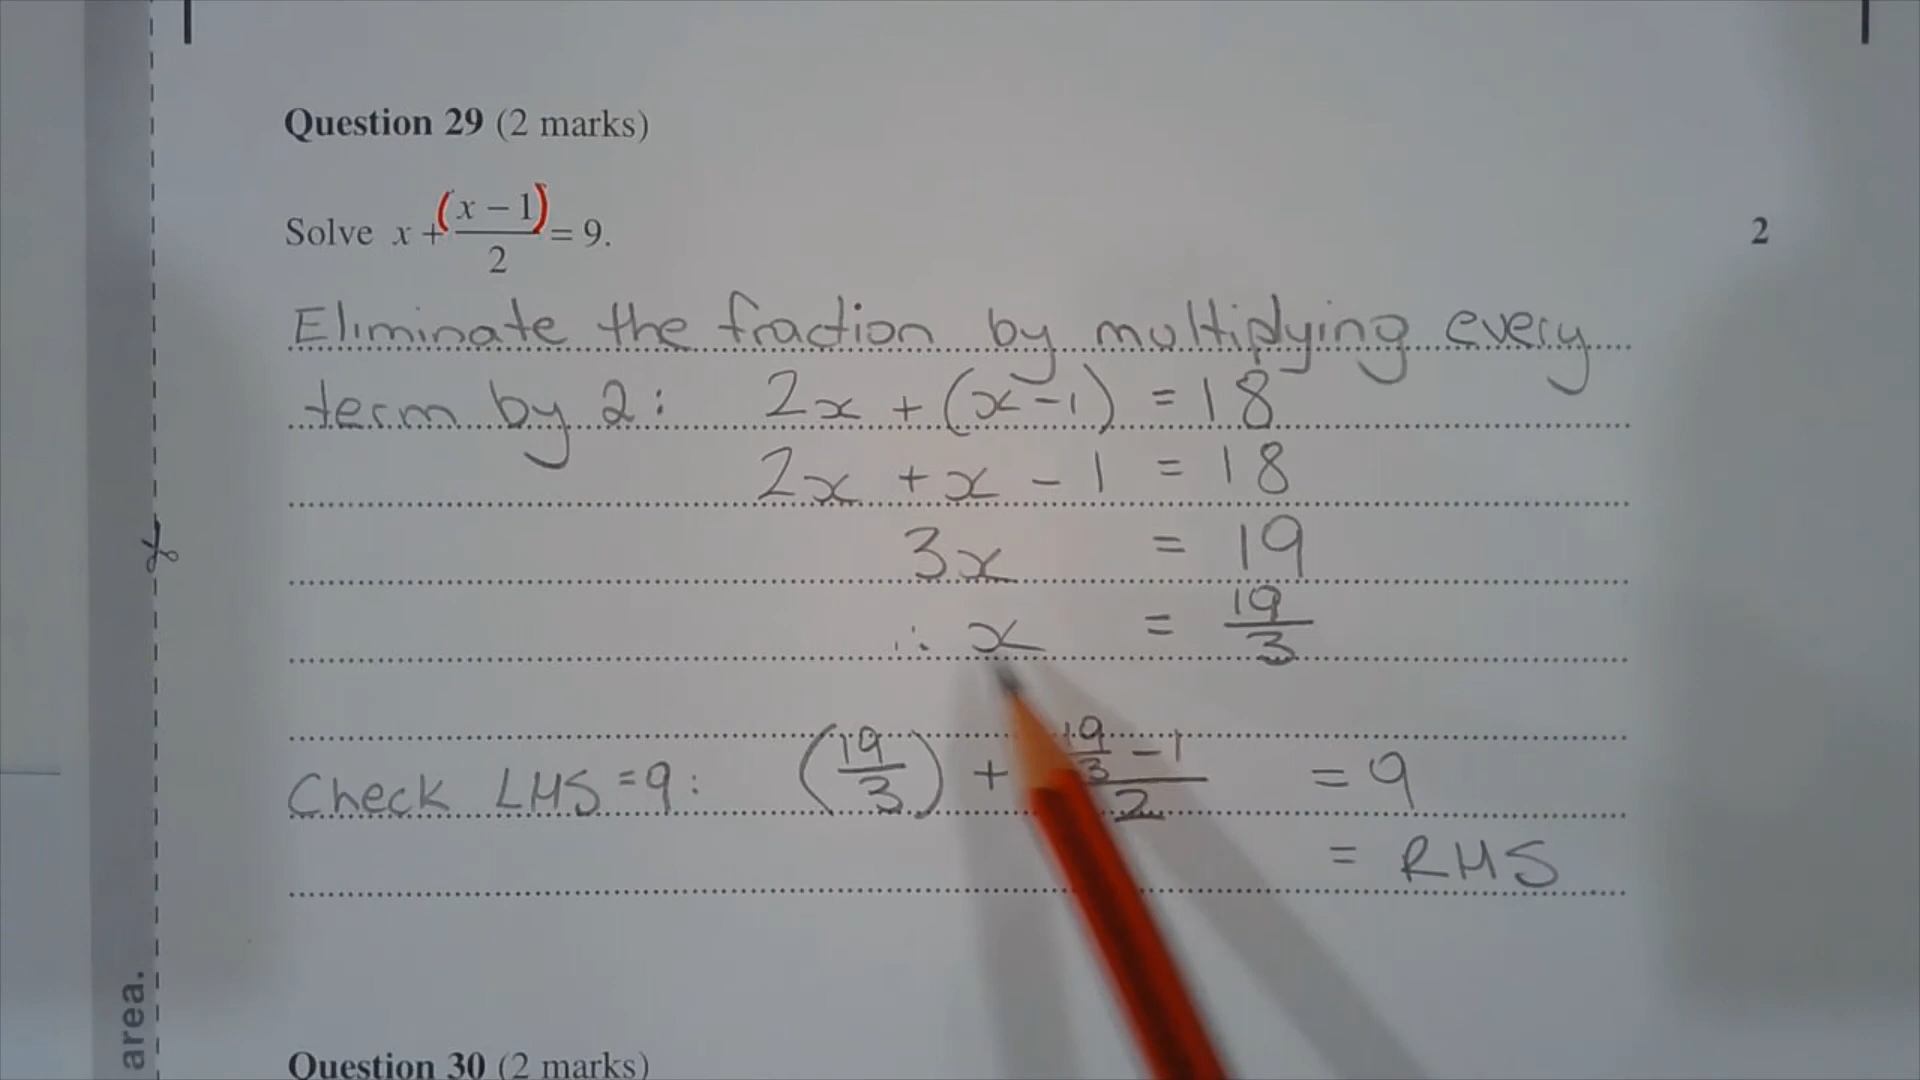 Question 29 (2 marks)
Solve x + (x − 1)/2 = 9.
2
Eliminate the fraction by multiplying every
term by 2: 2x + (x-1) = 18
2x + x - 1 = 18
3x = 19
∴ x = 19/3
Check LHS = 9: (19/3) + (19/3 - 1)/2 = 9
= RHS
area.
Question 30 (2 marks)